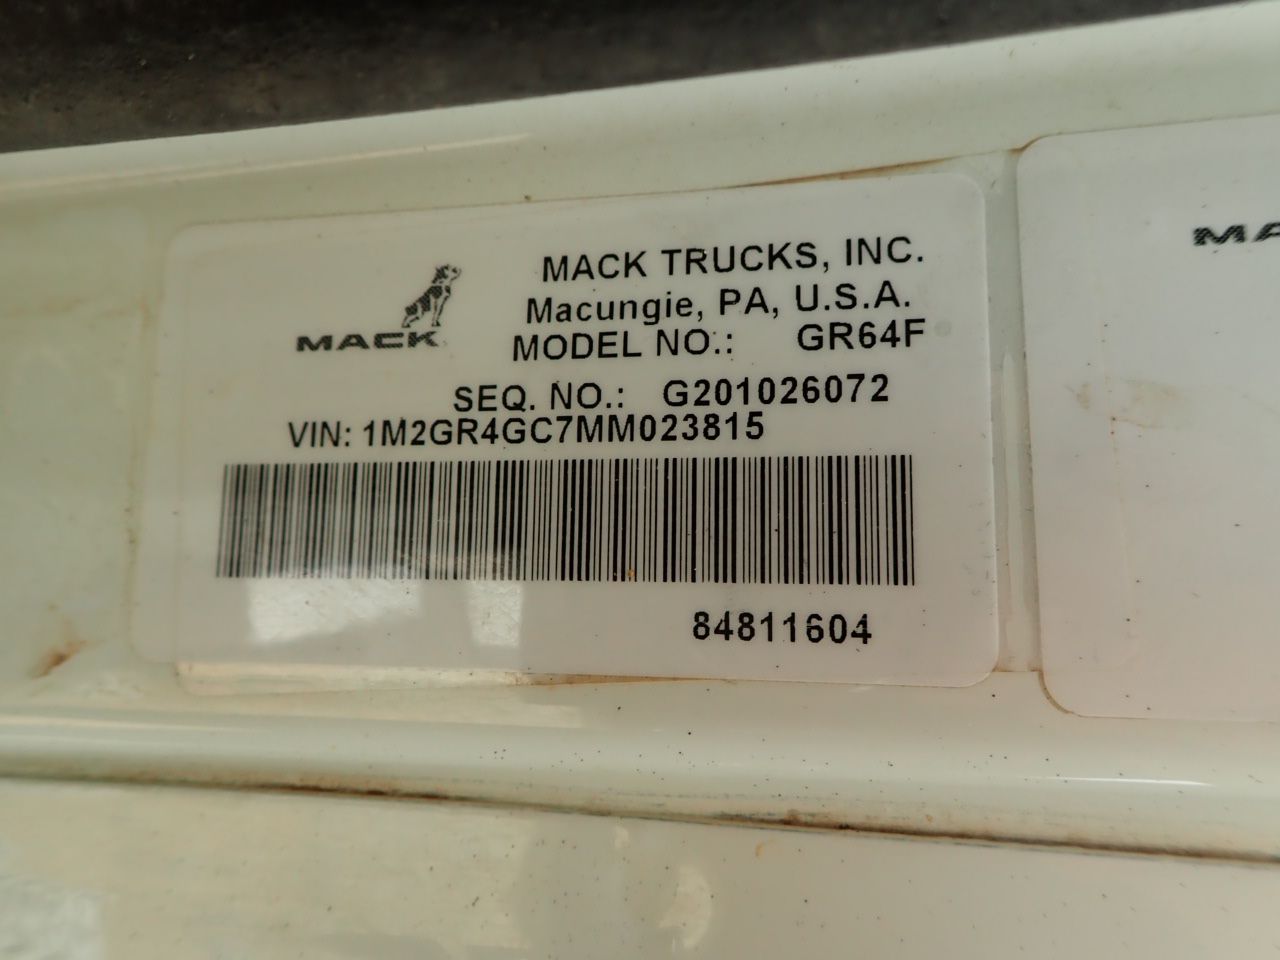 MACK TRUCKS, INC.
Macungie, PA, U.S.A.
MACK
MODEL NO.: GR64F
SEQ. NO.: G201026072
VIN: 1M2GR4GC7MM023815
84811604
MA